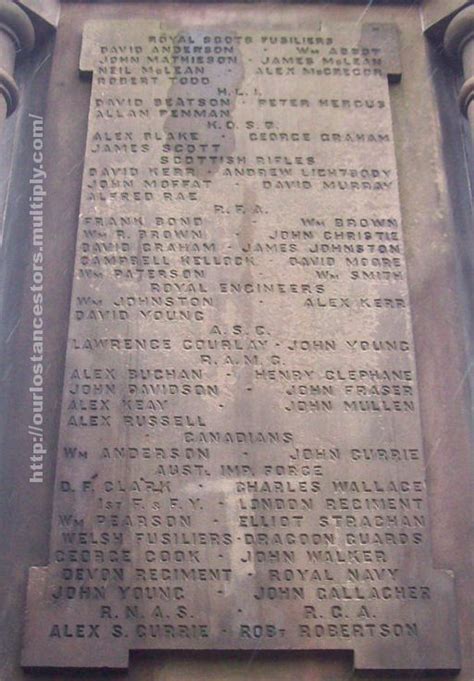 ROYAL SCOTS FUSILIERS
DAVID ANDERSON · WM ABBOT
JOHN MATHIESON · JAMES McLEAN
NEIL McLEAN · ALEX McGREGOR
ROBERT TODD
H.L.I.
DAVID BEATSON · PETER HERCUS
ALLAN PENMAN
K.O.S.B.
ALEX BLAKE · GEORGE GRAHAM
JAMES SCOTT
SCOTTISH RIFLES
DAVID KERR · ANDREW LIGHTBODY
JOHN MOFFAT · DAVID MURRAY
ALFRED RAE
R.F.A.
FRANK BOND · WM BROWN
WM R. BROWN · JOHN CHRISTIE
DAVID GRAHAM · JAMES JOHNSTON
CAMPBELL KELLOCK · DAVID MOORE
WM PATERSON · WM SMITH
ROYAL ENGINEERS
WM JOHNSTON · ALEX KERR
DAVID YOUNG
A.S.C.
LAWRENCE GOURLAY · JOHN YOUNG
R.A.M.C.
ALEX BUCHAN · HENRY CLEPHANE
JOHN DAVIDSON · JOHN FRASER
ALEX KEAY · JOHN MULLEN
ALEX RUSSELL
CANADIANS
WM ANDERSON · JOHN CURRIE
AUST. IMP. FORCE
D. F. CLARK · CHARLES WALLACE
1ST F. & F. Y. · LONDON REGIMENT
WM PEARSON · ELLIOT STRACHAN
WELSH FUSILIERS · DRAGOON GUARDS
GEORGE COOK · JOHN WALKER
DEVON REGIMENT · ROYAL NAVY
JOHN YOUNG · JOHN GALLACHER
R.N.A.S. · R.G.A.
ALEX S. CURRIE · ROBT ROBERTSON
http://ourlostancestors.multiply.com/